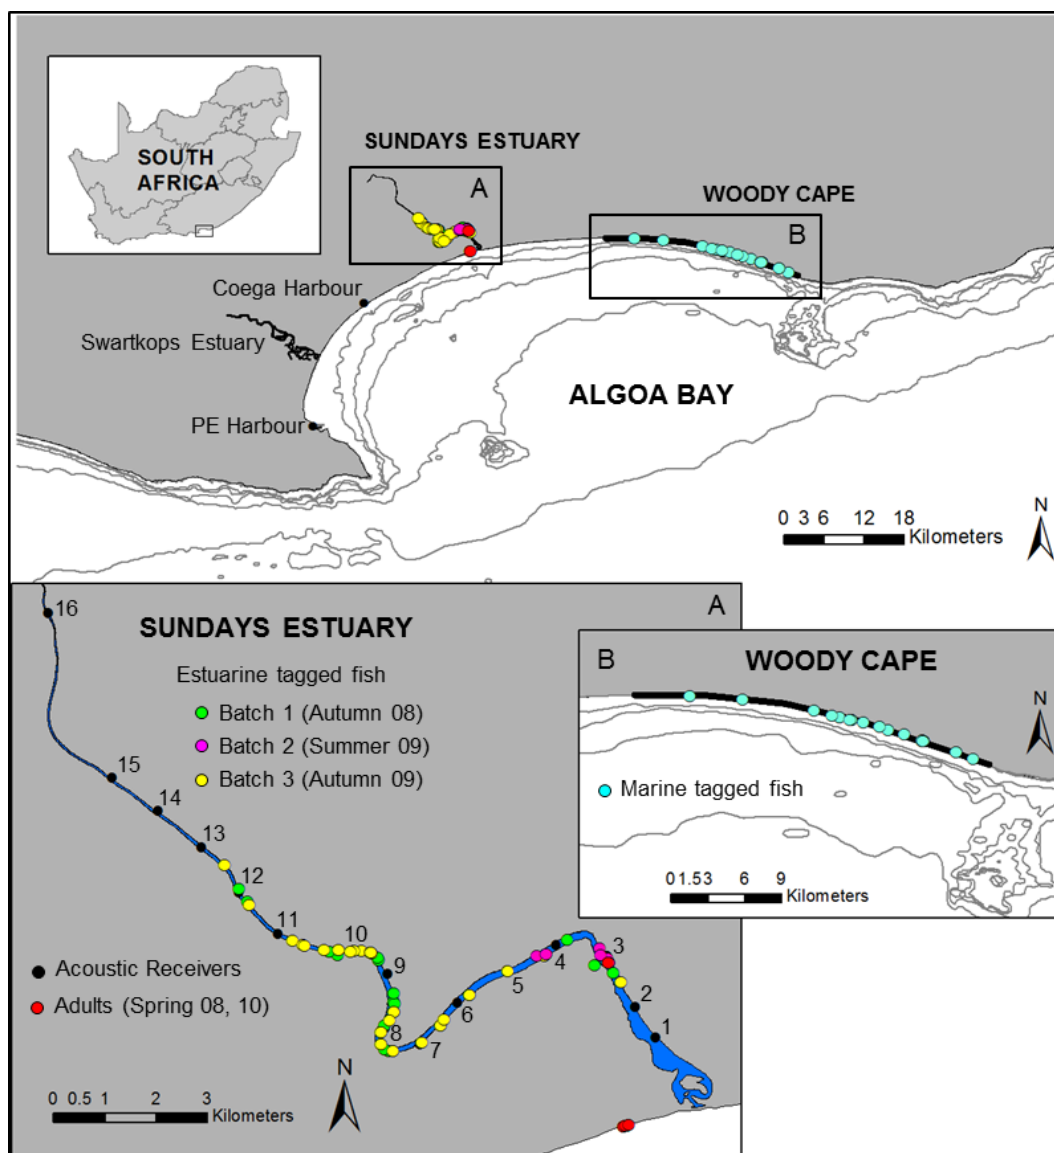 SOUTH
AFRICA
SUNDAYS ESTUARY
A
WOODY CAPE
B
Coega Harbour
Swartkops Estuary
PE Harbour
ALGOA BAY
0 3 6 12 18
Kilometers
N
A
16
SUNDAYS ESTUARY
Estuarine tagged fish
Batch 1 (Autumn 08)
Batch 2 (Summer 09)
Batch 3 (Autumn 09)
15
14
13
12
11
10
9
8
7
6
5
4
3
2
1
Acoustic Receivers
Adults (Spring 08, 10)
N
0 0.5 1 2 3
Kilometers
B
WOODY CAPE
N
Marine tagged fish
0 1.53 6 9
Kilometers